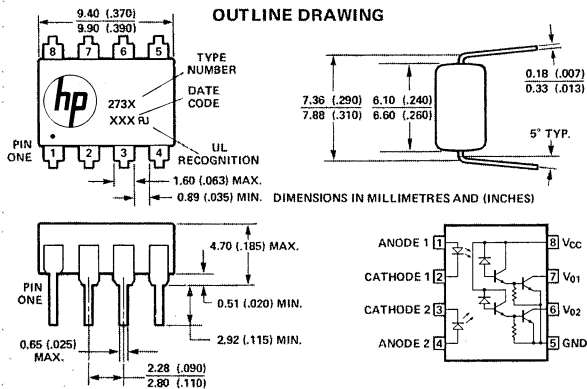 OUTLINE DRAWING
9.40 (.370)
9.90 (.390)
8 7 6 5
hp
TYPE
NUMBER
273X
DATE
CODE
XXX
UL
RECOGNITION
PIN
ONE
1 2 3 4
1.60 (.063) MAX.
0.89 (.035) MIN.
7.36 (.290)
7.88 (.310)
6.10 (.240)
6.60 (.260)
0.18 (.007)
0.33 (.013)
5° TYP.
DIMENSIONS IN MILLIMETRES AND (INCHES)
4.70 (.185) MAX.
PIN
ONE
0.51 (.020) MIN.
2.92 (.115) MIN.
0.65 (.025)
MAX.
2.28 (.090)
2.80 (.110)
ANODE 1 1
8 VCC
CATHODE 1 2
7 V01
CATHODE 2 3
6 V02
ANODE 2 4
5 GND